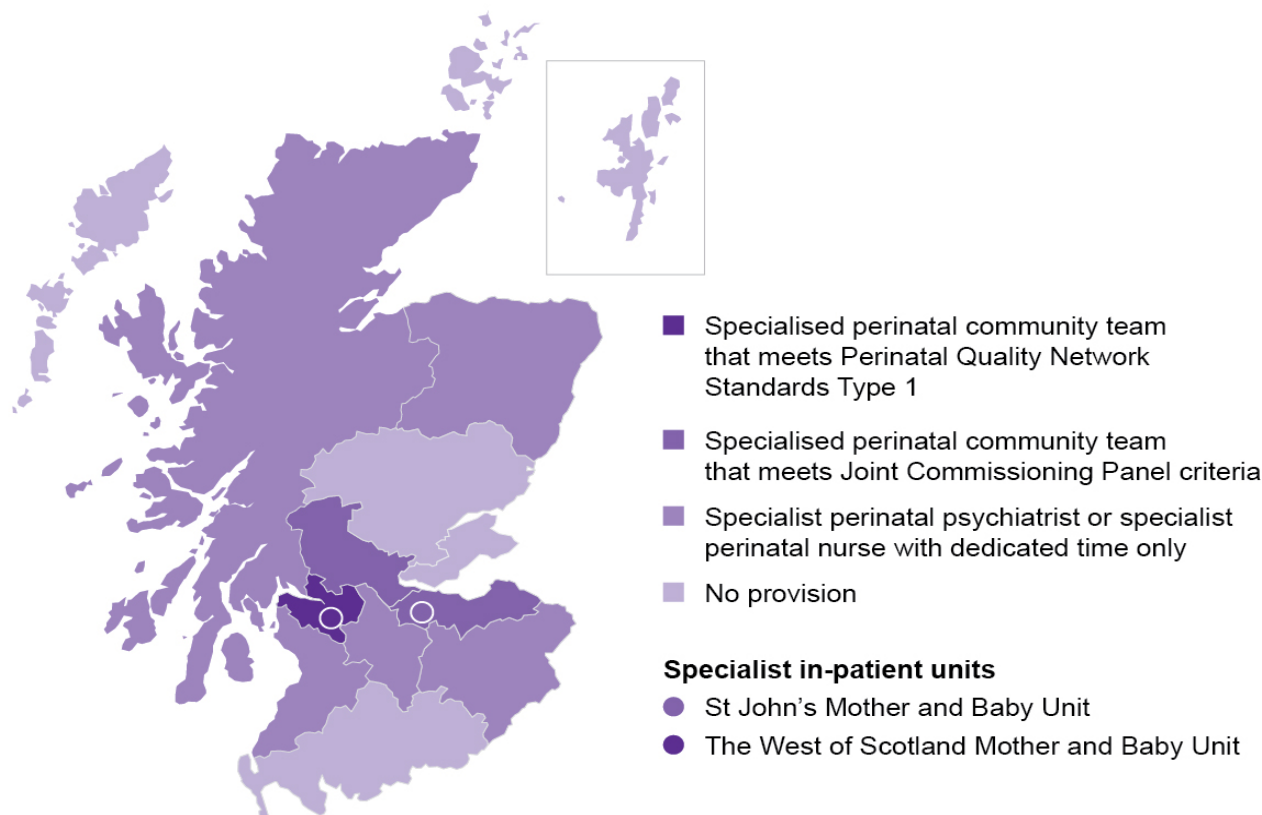 Specialised perinatal community team
that meets Perinatal Quality Network
Standards Type 1
Specialised perinatal community team
that meets Joint Commissioning Panel criteria
Specialist perinatal psychiatrist or specialist
perinatal nurse with dedicated time only
No provision
Specialist in-patient units
St John’s Mother and Baby Unit
The West of Scotland Mother and Baby Unit